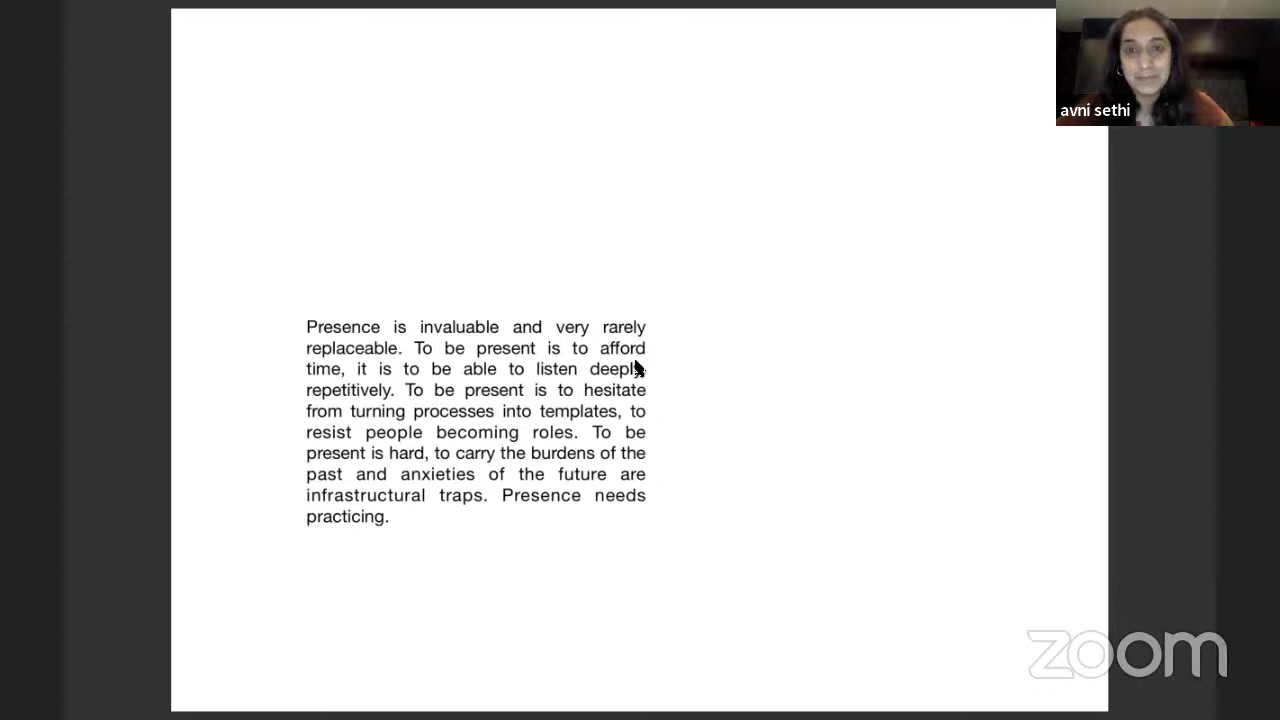 avni sethi
Presence is invaluable and very rarely
replaceable. To be present is to afford
time, it is to be able to listen deeply
repetitively. To be present is to hesitate
from turning processes into templates, to
resist people becoming roles. To be
present is hard, to carry the burdens of the
past and anxieties of the future are
infrastructural traps. Presence needs
practicing.
zoom